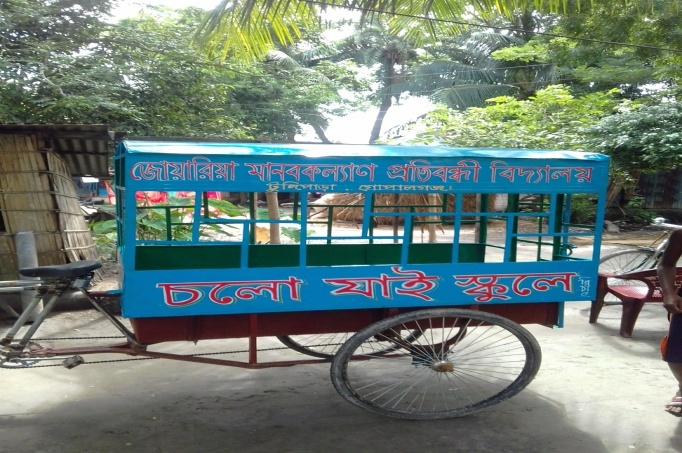 জোয়ারিয়া মানবকল্যাণ প্রতিবন্ধী বিদ্যালয়
টুংগিপাড়া . গোপালগঞ্জ।
চলো যাই স্কুলে